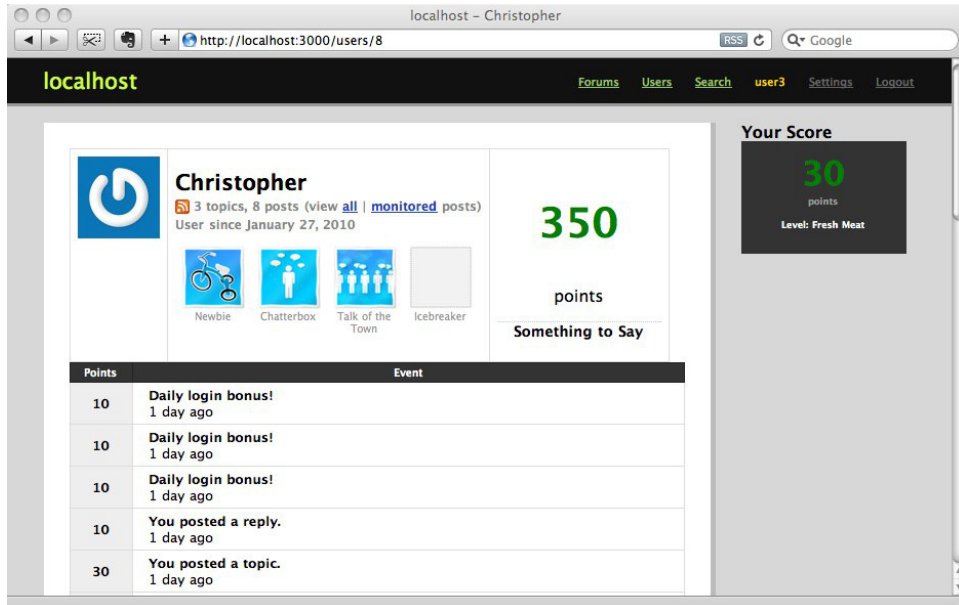 localhost – Christopher
http://localhost:3000/users/8
RSS
Google
localhost
Forums Users Search user3 Settings Logout
Christopher
3 topics, 8 posts (view all | monitored posts)
User since January 27, 2010
Newbie
Chatterbox
Talk of the
Town
Icebreaker
350
points
Something to Say
Your Score
30
points
Level: Fresh Meat
Points Event
10 Daily login bonus!
1 day ago
10 Daily login bonus!
1 day ago
10 Daily login bonus!
1 day ago
10 You posted a reply.
1 day ago
30 You posted a topic.
1 day ago